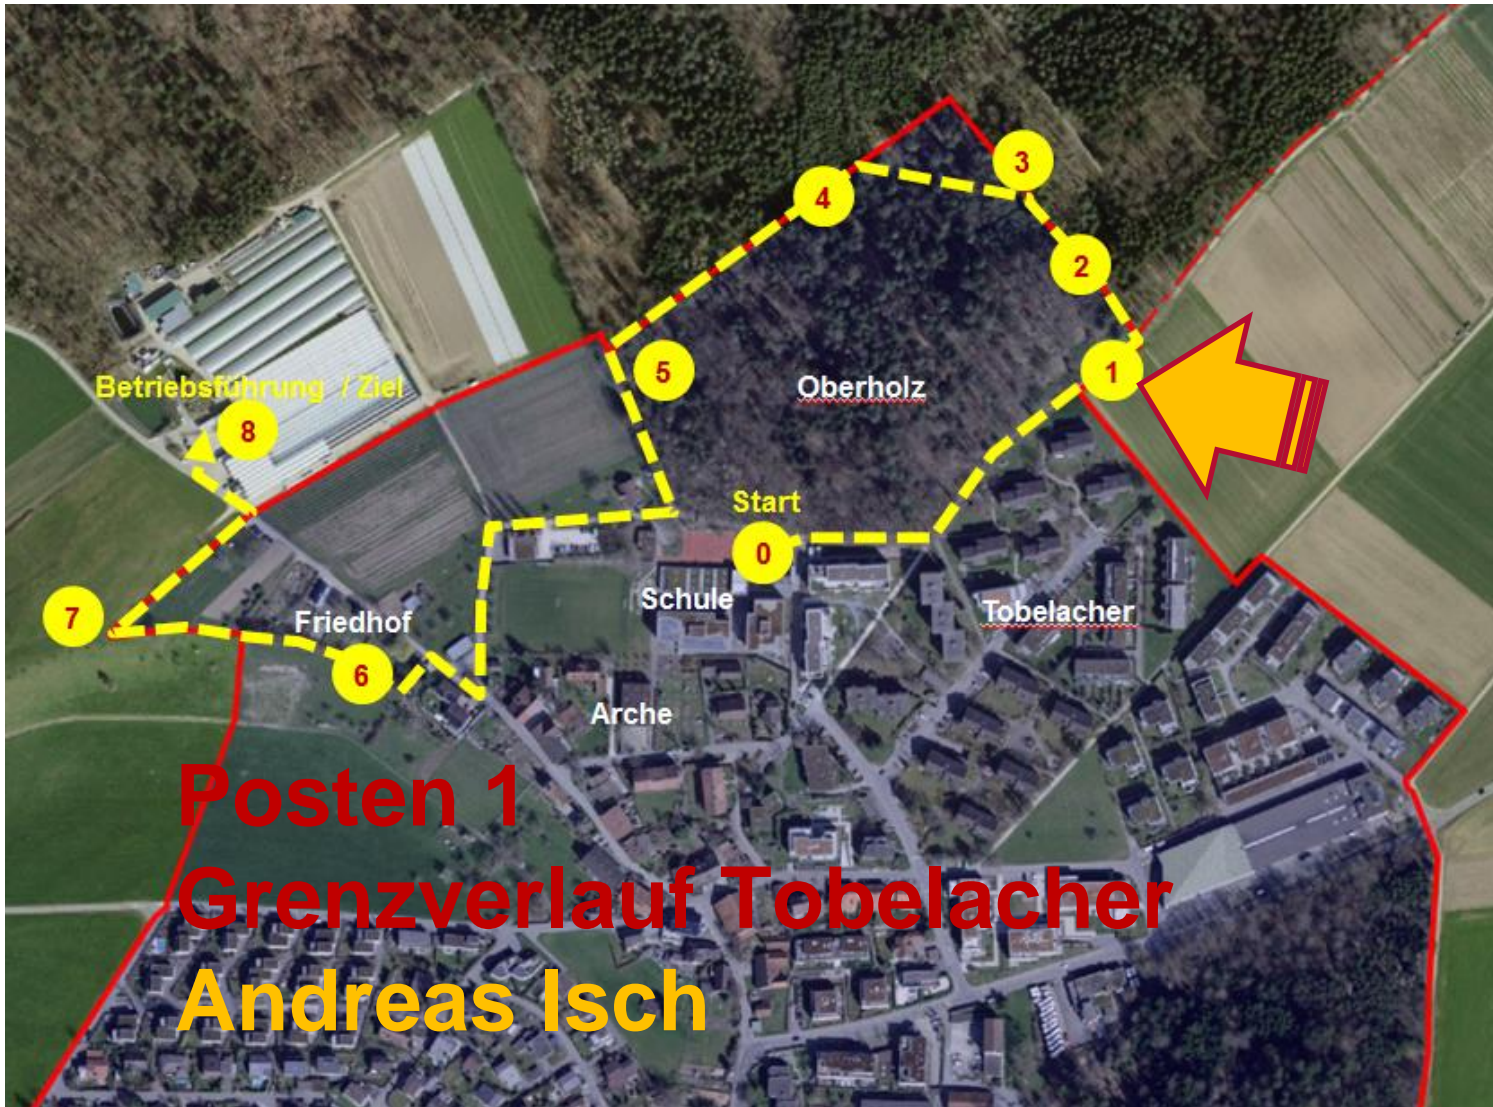 3
4
2
5
1
Oberholz
Betriebsführung / Ziel
8
Start
0
Schule
Tobelacher
7
Friedhof
6
Arche
Posten 1
Grenzverlauf Tobelacher
Andreas Isch